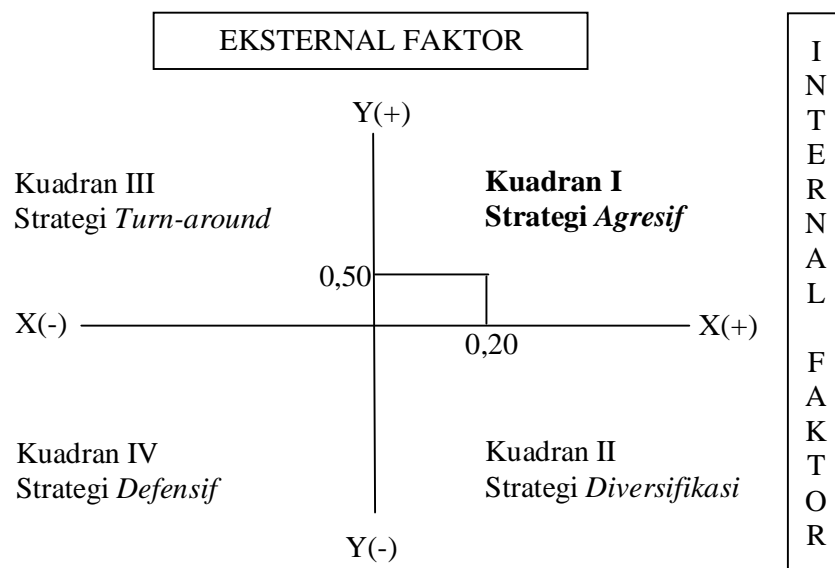 EKSTERNAL FAKTOR
Y(+)
Kuadran III
Strategi Turn-around
Kuadran I
Strategi Agresif
0,50
X(-)
X(+)
0,20
Kuadran IV
Strategi Defensif
Kuadran II
Strategi Diversifikasi
Y(-)
I
N
T
E
R
N
A
L
F
A
K
T
O
R